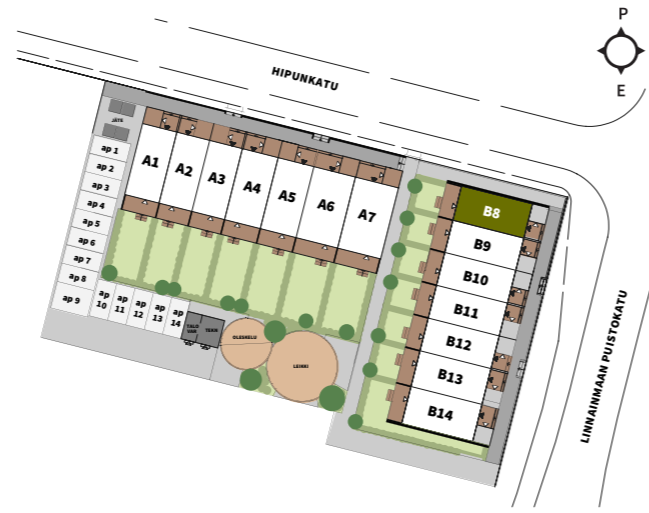 P
E
HIPUNKATU
LINNAINMAAN PUISTOKATU
JÄTE
ap 1
ap 2
ap 3
ap 4
ap 5
ap 6
ap 7
ap 8
ap 9
ap 10
ap 11
ap 12
ap 13
ap 14
A1
A2
A3
A4
A5
A6
A7
B8
B9
B10
B11
B12
B13
B14
TALO
VAR
TEKN
OLESKELU
LEIKKI